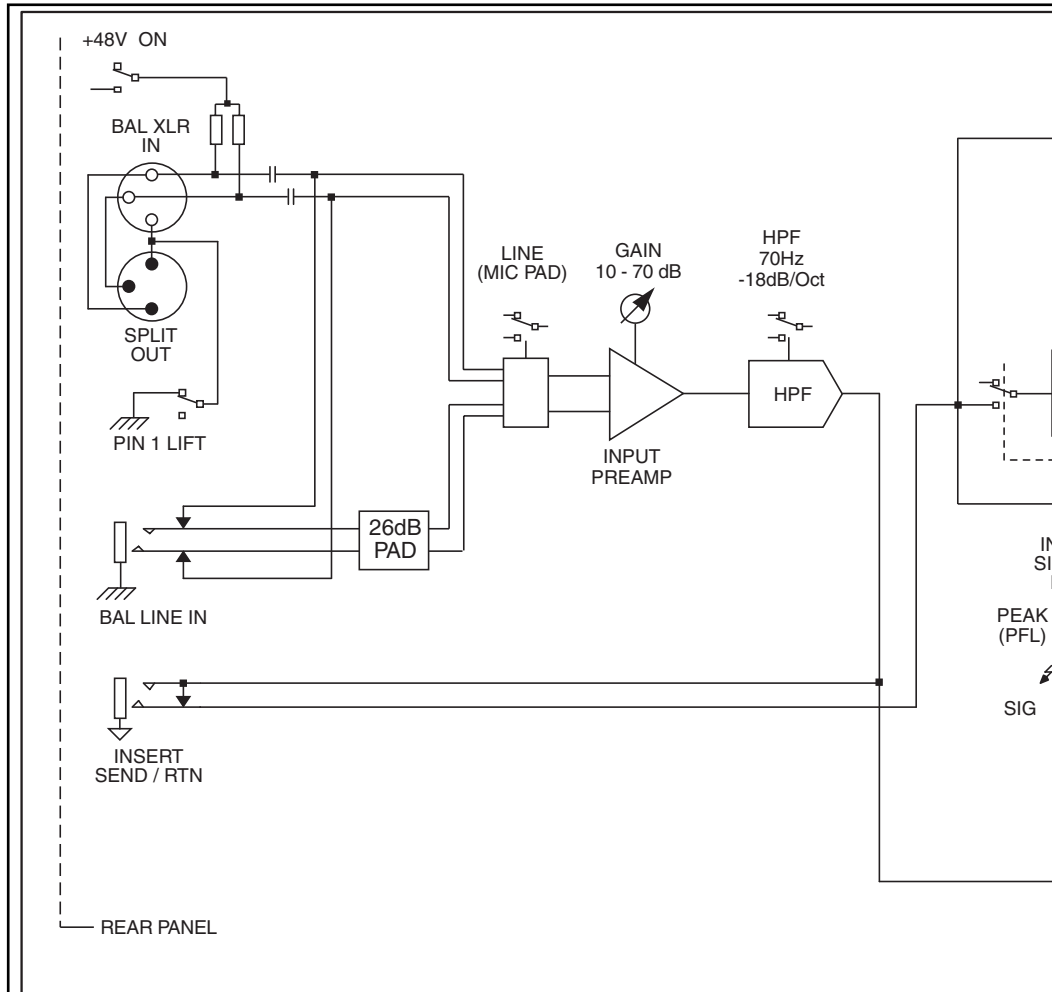 +48V ON
BAL XLR
IN
SPLIT
OUT
PIN 1 LIFT
LINE
(MIC PAD)
GAIN
10 - 70 dB
HPF
70Hz
-18dB/Oct
HPF
INPUT
PREAMP
26dB
PAD
BAL LINE IN
INSERT
SEND / RTN
PEAK
(PFL)
SIG
REAR PANEL